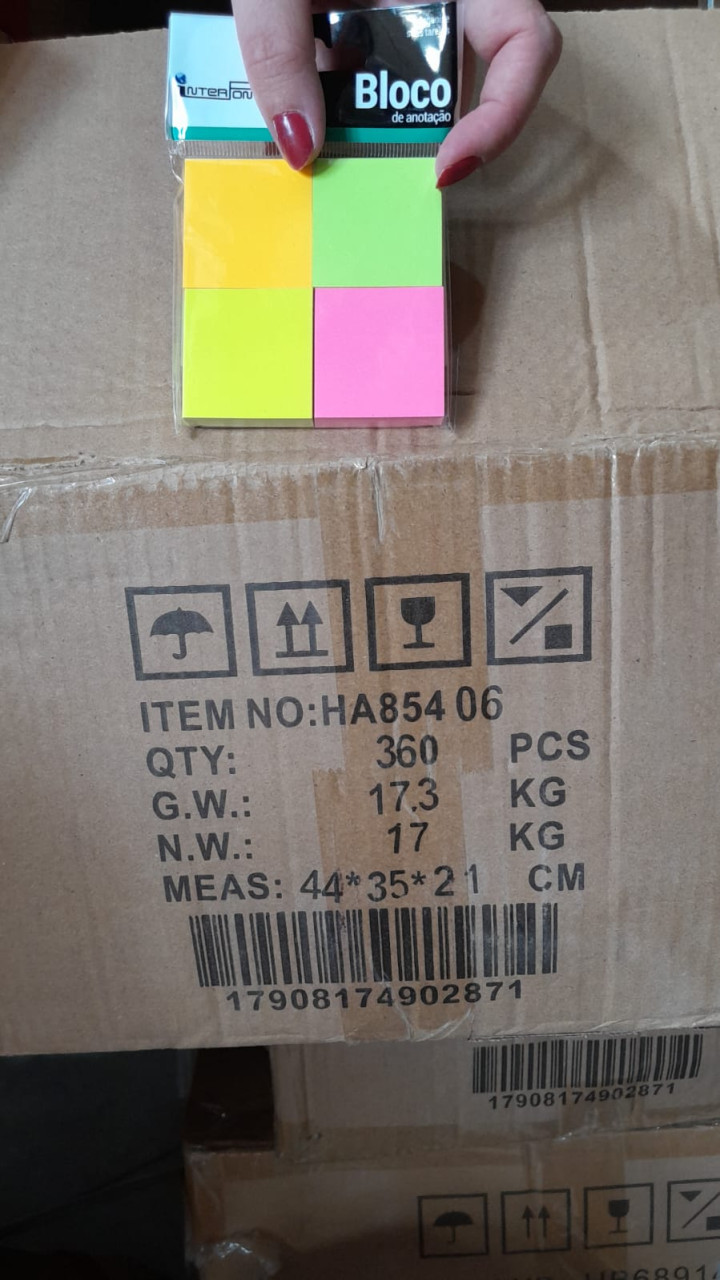 INTERPON
Bloco
de anotação
ITEM NO:HA854 06
QTY: 360 PCS
G.W.: 17.3 KG
N.W.: 17 KG
MEAS: 44*35*21 CM
17908174902871
17908174902871